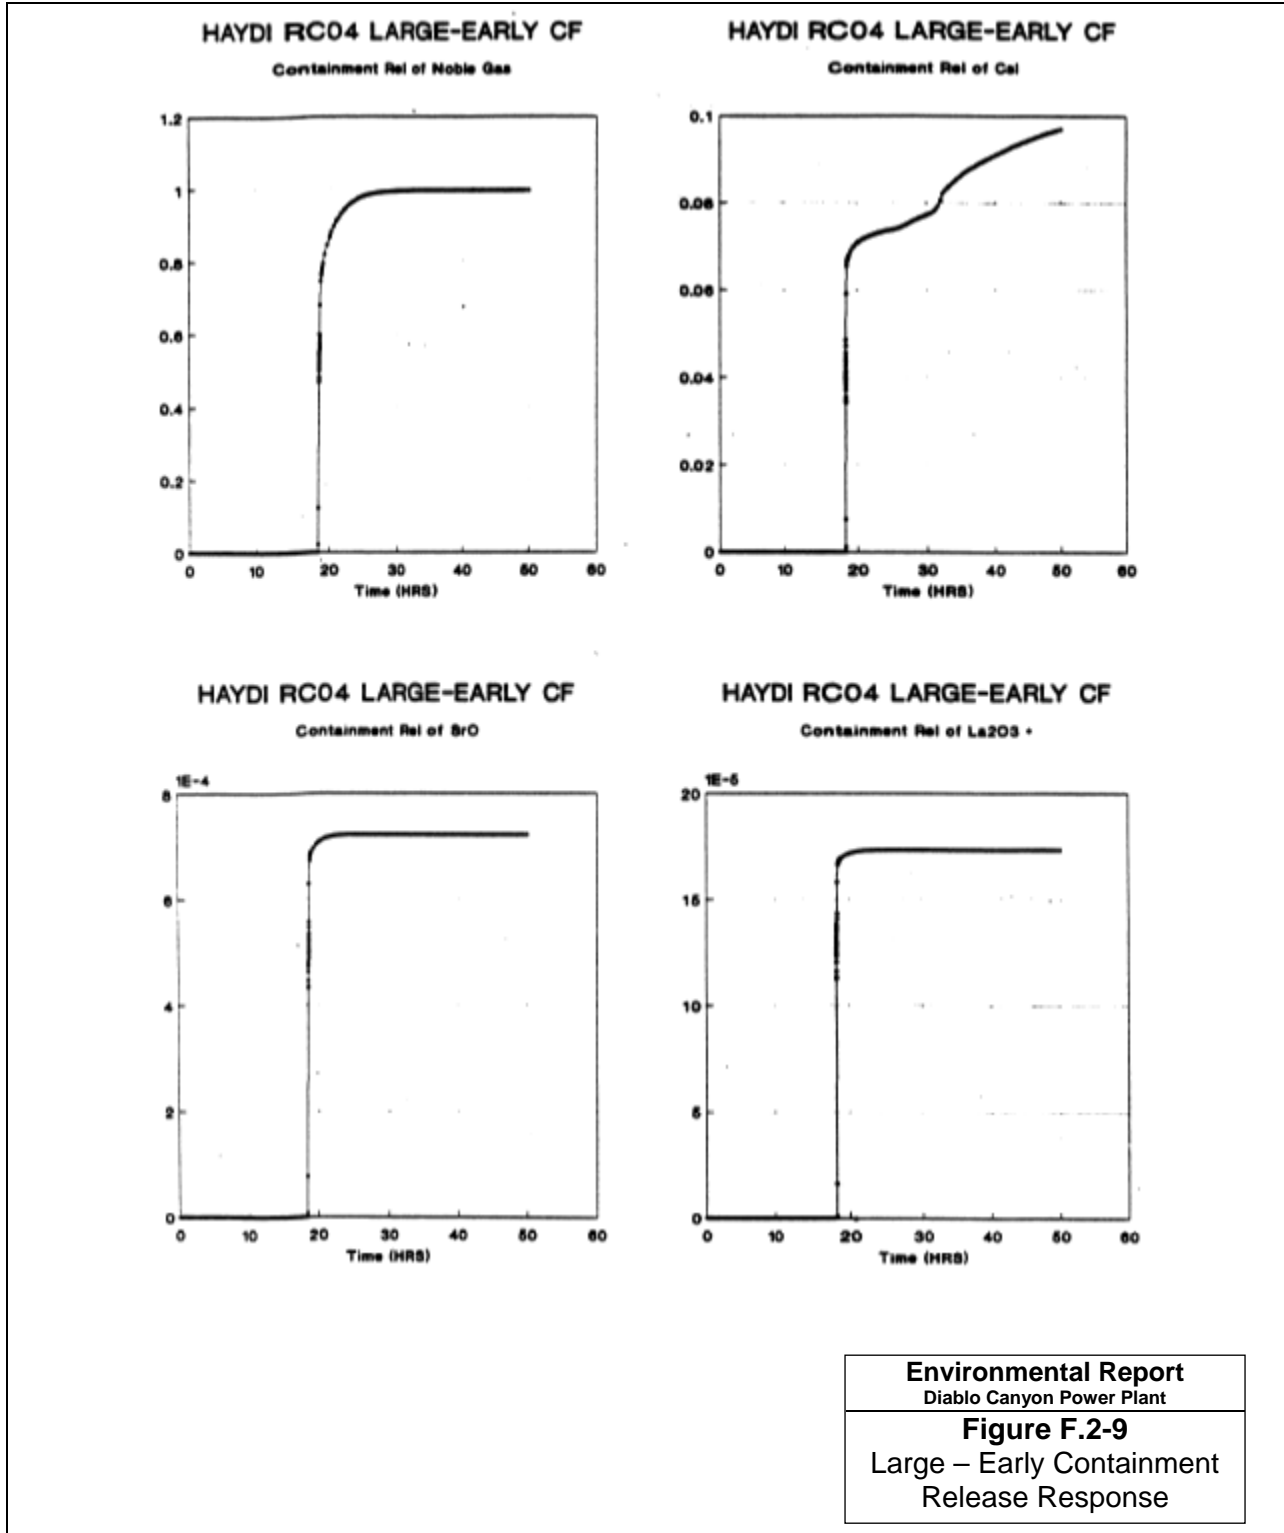 HAYDI RC04 LARGE-EARLY CF
Containment Rel of Noble Gas
1.2
1
0.8
0.6
0.4
0.2
0
0 10 20 30 40 50 60
Time (HRS)
HAYDI RC04 LARGE-EARLY CF
Containment Rel of CsI
0.1
0.08
0.06
0.04
0.02
0
0 10 20 30 40 50 60
Time (HRS)
HAYDI RC04 LARGE-EARLY CF
Containment Rel of SrO
1E-4
8
6
4
2
0
0 10 20 30 40 50 60
Time (HRS)
HAYDI RC04 LARGE-EARLY CF
Containment Rel of La2O3 +
1E-5
20
15
10
5
0
0 10 20 30 40 50 60
Time (HRS)
Environmental Report
Diablo Canyon Power Plant
Figure F.2-9
Large – Early Containment
Release Response